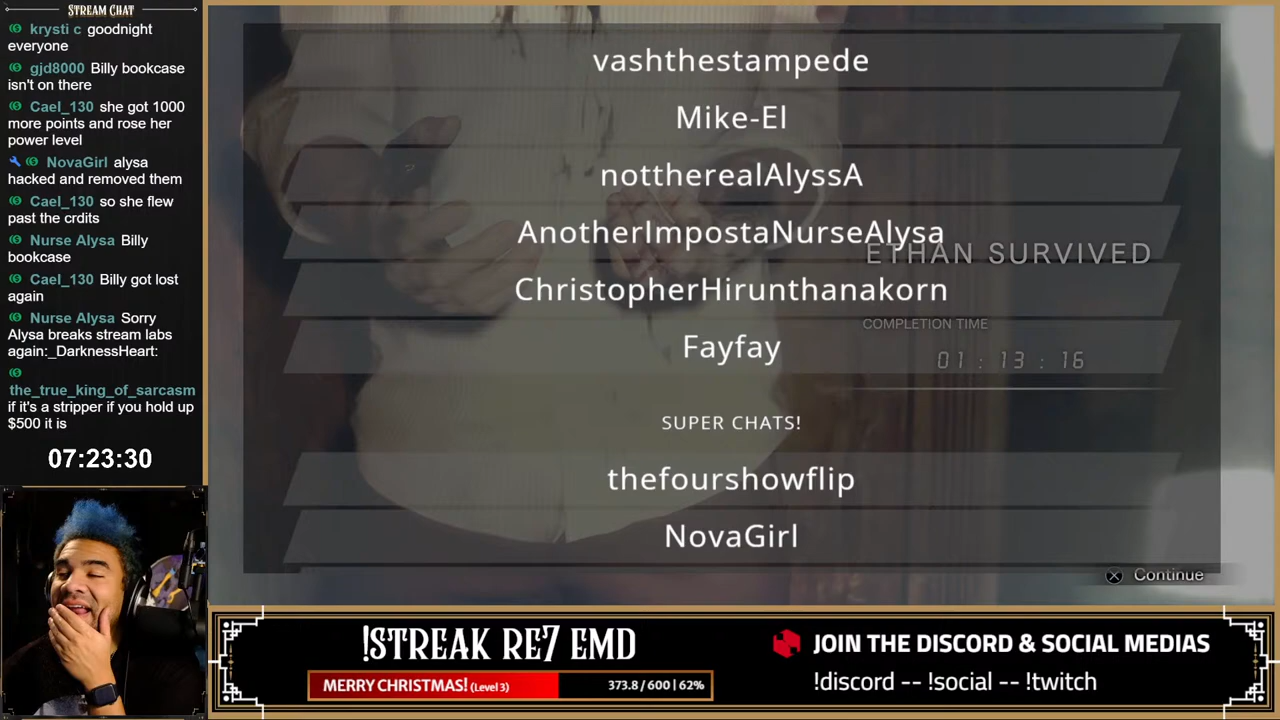 STREAM CHAT
krysti c goodnight
everyone
gjd8000 Billy bookcase
isn't on there
Cael_130 she got 1000
more points and rose her
power level
NovaGirl alysa
hacked and removed them
Cael_130 so she flew
past the crdits
Nurse Alysa Billy
bookcase
Cael_130 Billy got lost
again
Nurse Alysa Sorry
Alysa breaks stream labs
again:_DarknessHeart:
the_true_king_of_sarcasm
if it's a stripper if you hold up
$500 it is
07:23:30
vashthestampede
Mike-El
nottherealAlyssA
AnotherImpostaNurseAlysa
ChristopherHirunthanakorn
Fayfay
SUPER CHATS!
thefourshowflip
NovaGirl
ETHAN SURVIVED
COMPLETION TIME
01 : 13 : 16
Continue
!STREAK RE7 EMD
MERRY CHRISTMAS! (Level 3) 373.8 / 600 | 62%
JOIN THE DISCORD & SOCIAL MEDIAS
!discord -- !social -- !twitch